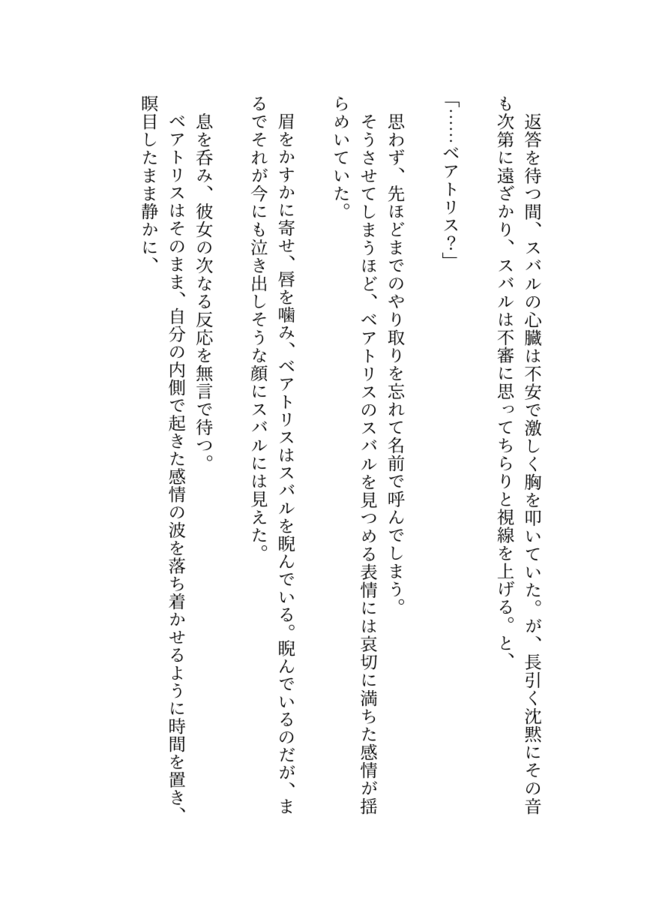 返答を待つ間、スバルの心臓は不安で激しく胸を叩いていた。が、長引く沈黙にその音
も次第に遠ざかり、スバルは不審に思ってちらりと視線を上げる。と、
「……ベアトリス？」
思わず、先ほどまでのやり取りを忘れて名前で呼んでしまう。
そうさせてしまうほど、ベアトリスのスバルを見つめる表情には哀切に満ちた感情が揺
らめいていた。
眉をかすかに寄せ、唇を噛み、ベアトリスはスバルを睨んでいる。睨んでいるのだが、ま
るでそれが今にも泣き出しそうな顔にスバルには見えた。
息を呑み、彼女の次なる反応を無言で待つ。
ベアトリスはそのまま、自分の内側で起きた感情の波を落ち着かせるように時間を置き、
瞑目したまま静かに、